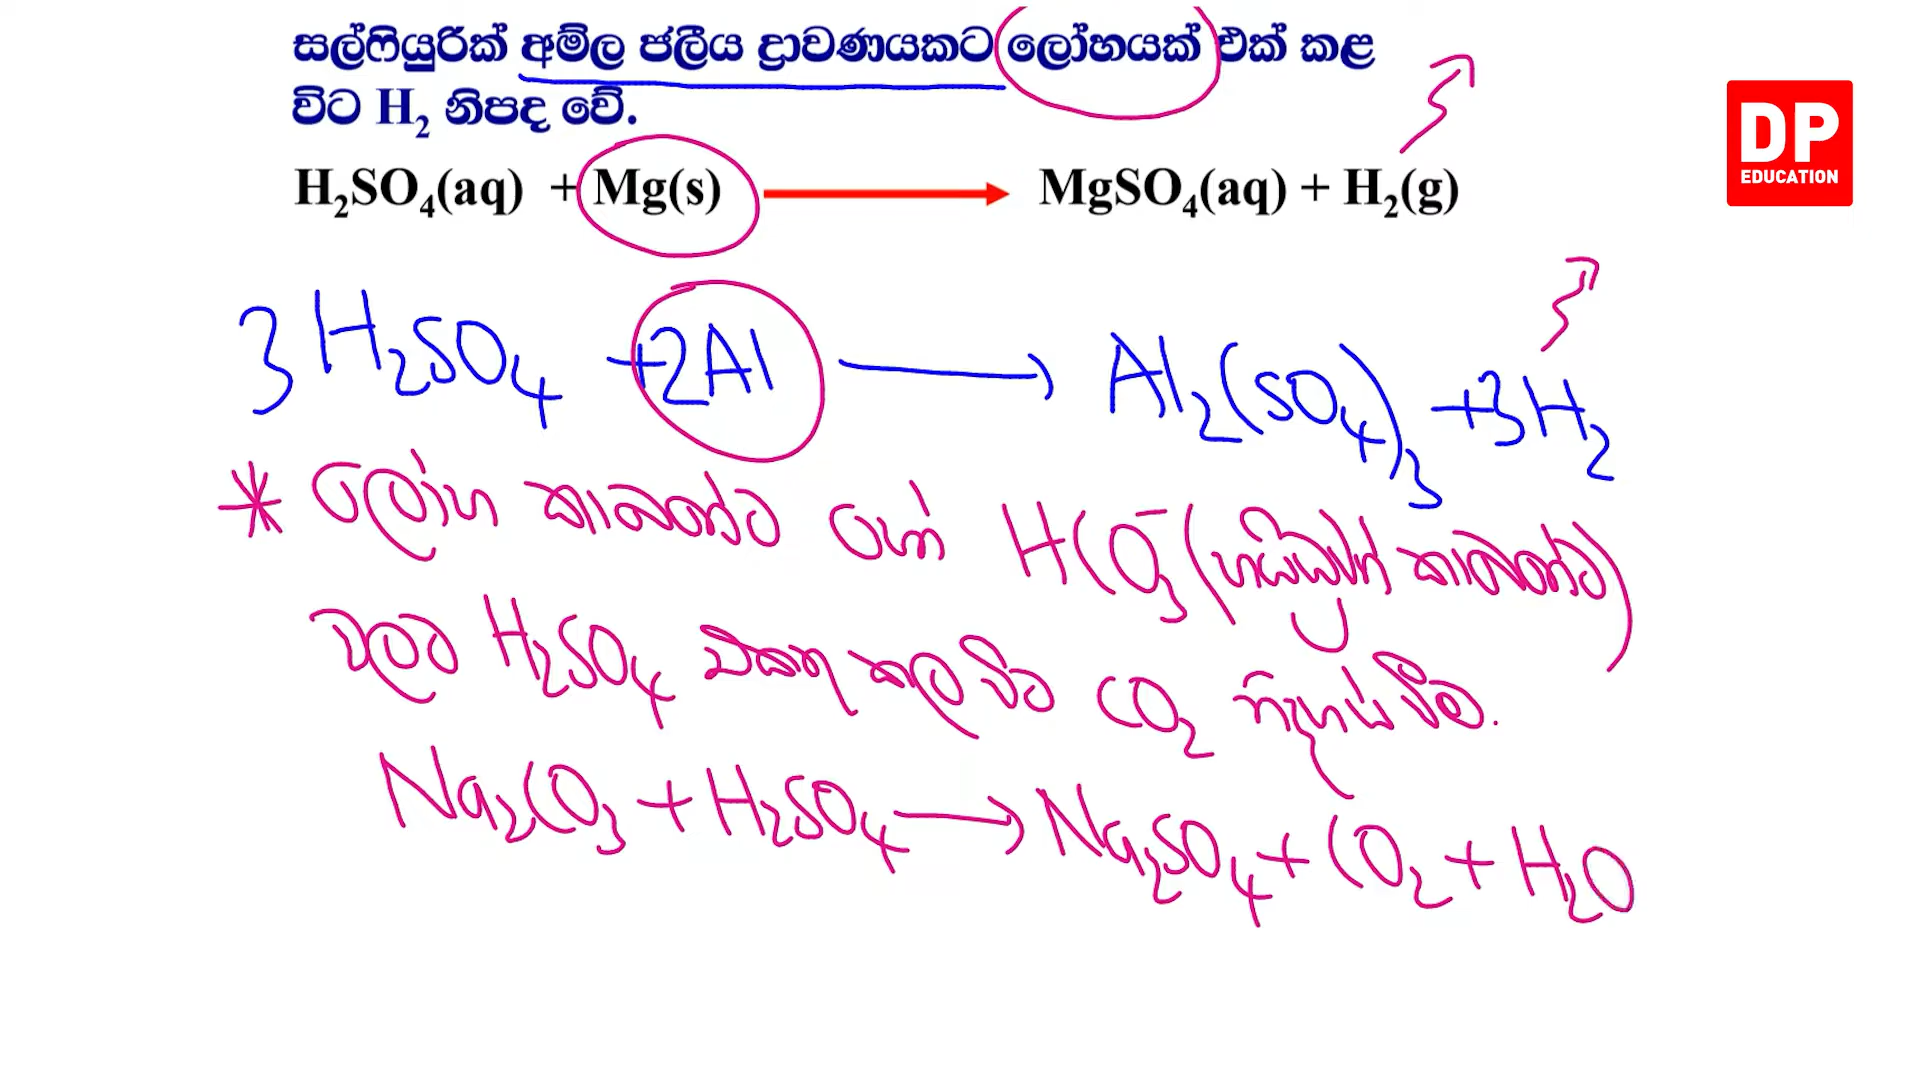 සල්ෆියුරික් අම්ල ජලීය ද්‍රාවණයකට ලෝහයක් එක් කළ
විට H₂ නිපද වේ.
DP
EDUCATION
H₂SO₄(aq) + Mg(s) ⟶ MgSO₄(aq) + H₂(g)
3H₂SO₄ + 2Al ⟶ Al₂(SO₄)₃ + 3H₂
* ලෝහ කාබනේට හෝ HCO₃⁻ (හයිඩ්‍රජන් කාබනේට)
වලට H₂SO₄ එකතු කල විට CO₂ නිදහස් වීම.
Na₂CO₃ + H₂SO₄ ⟶ Na₂SO₄ + CO₂ + H₂O